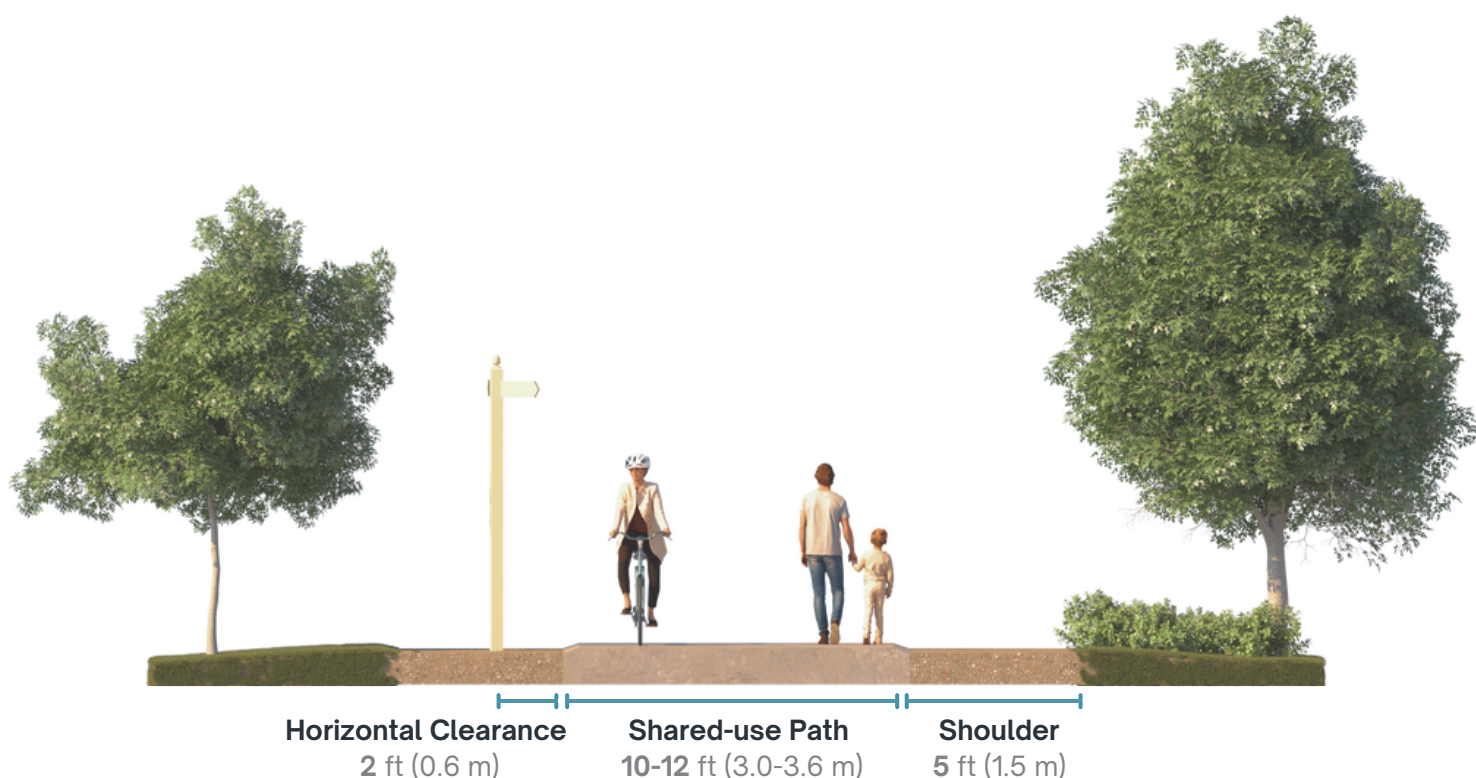 Horizontal Clearance
2 ft (0.6 m)
Shared-use Path
10-12 ft (3.0-3.6 m)
Shoulder
5 ft (1.5 m)